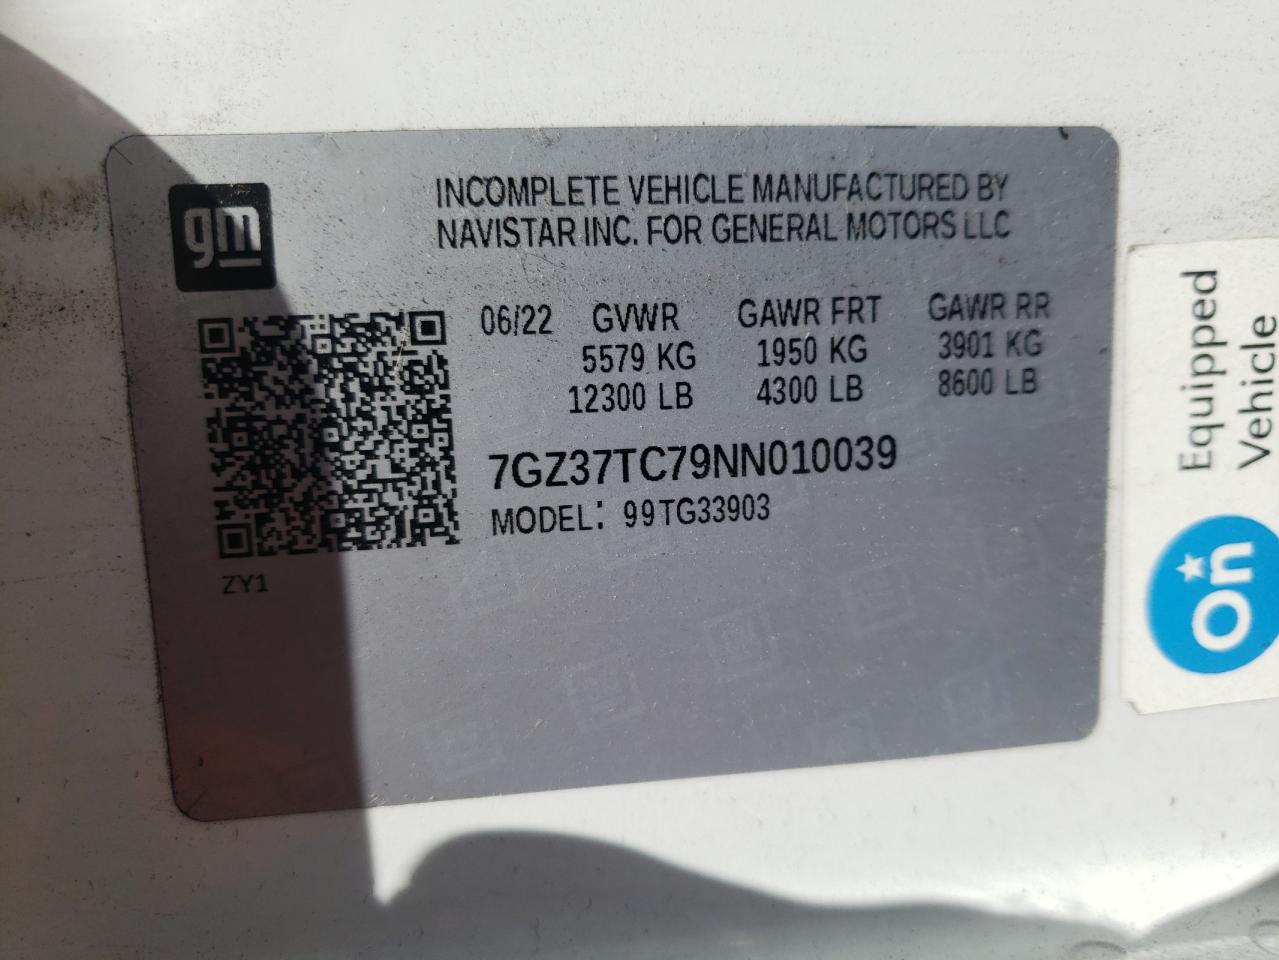 gm
INCOMPLETE VEHICLE MANUFACTURED BY
NAVISTAR INC. FOR GENERAL MOTORS LLC
06/22 GVWR GAWR FRT GAWR RR
5579 KG 1950 KG 3901 KG
12300 LB 4300 LB 8600 LB
7GZ37TC79NN010039
MODEL: 99TG33903
ZY1
On
Equipped
Vehicle